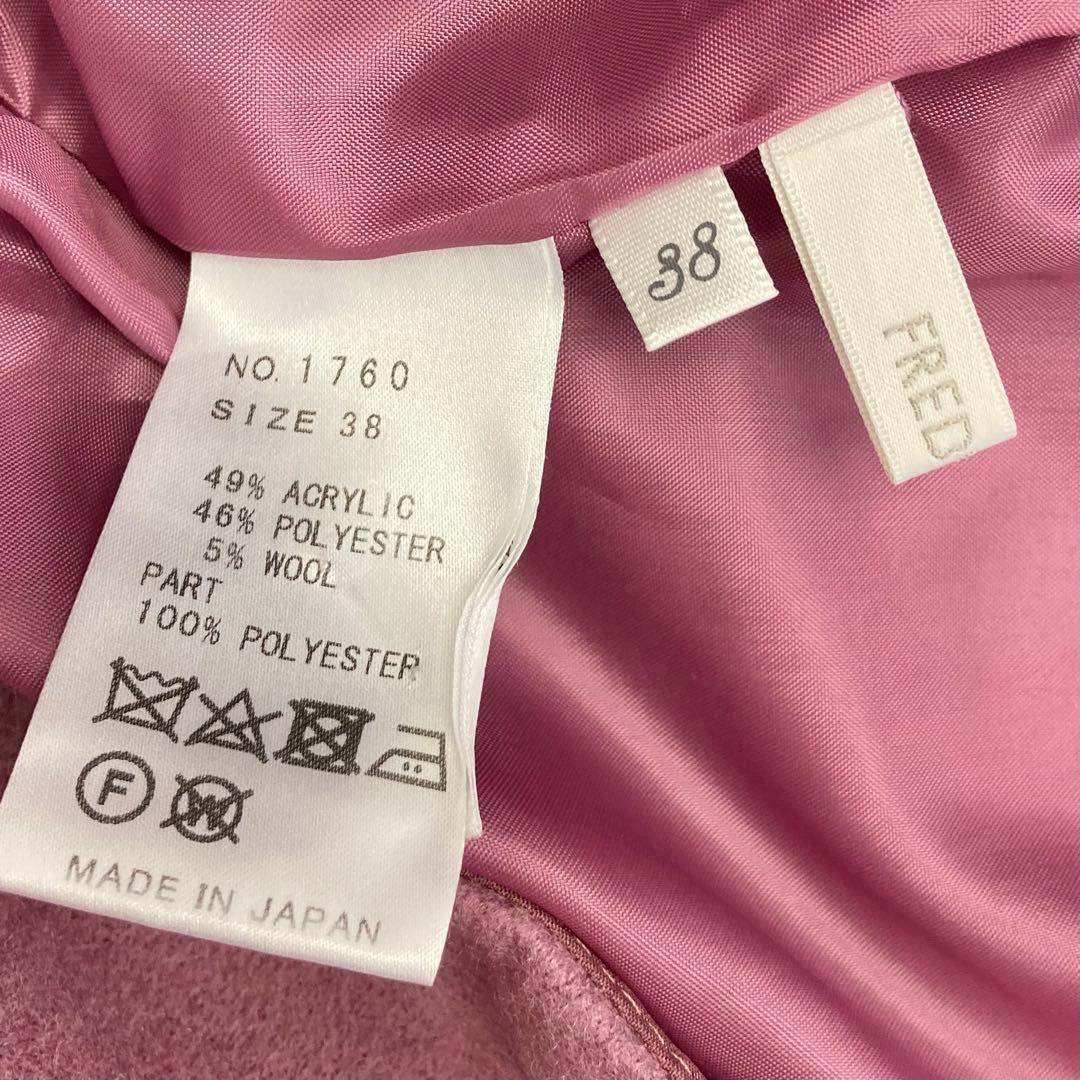 NO. 1760
SIZE 38
49% ACRYLIC
46% POLYESTER
5% WOOL
PART
100% POLYESTER
F
W
MADE IN JAPAN
38
FRED